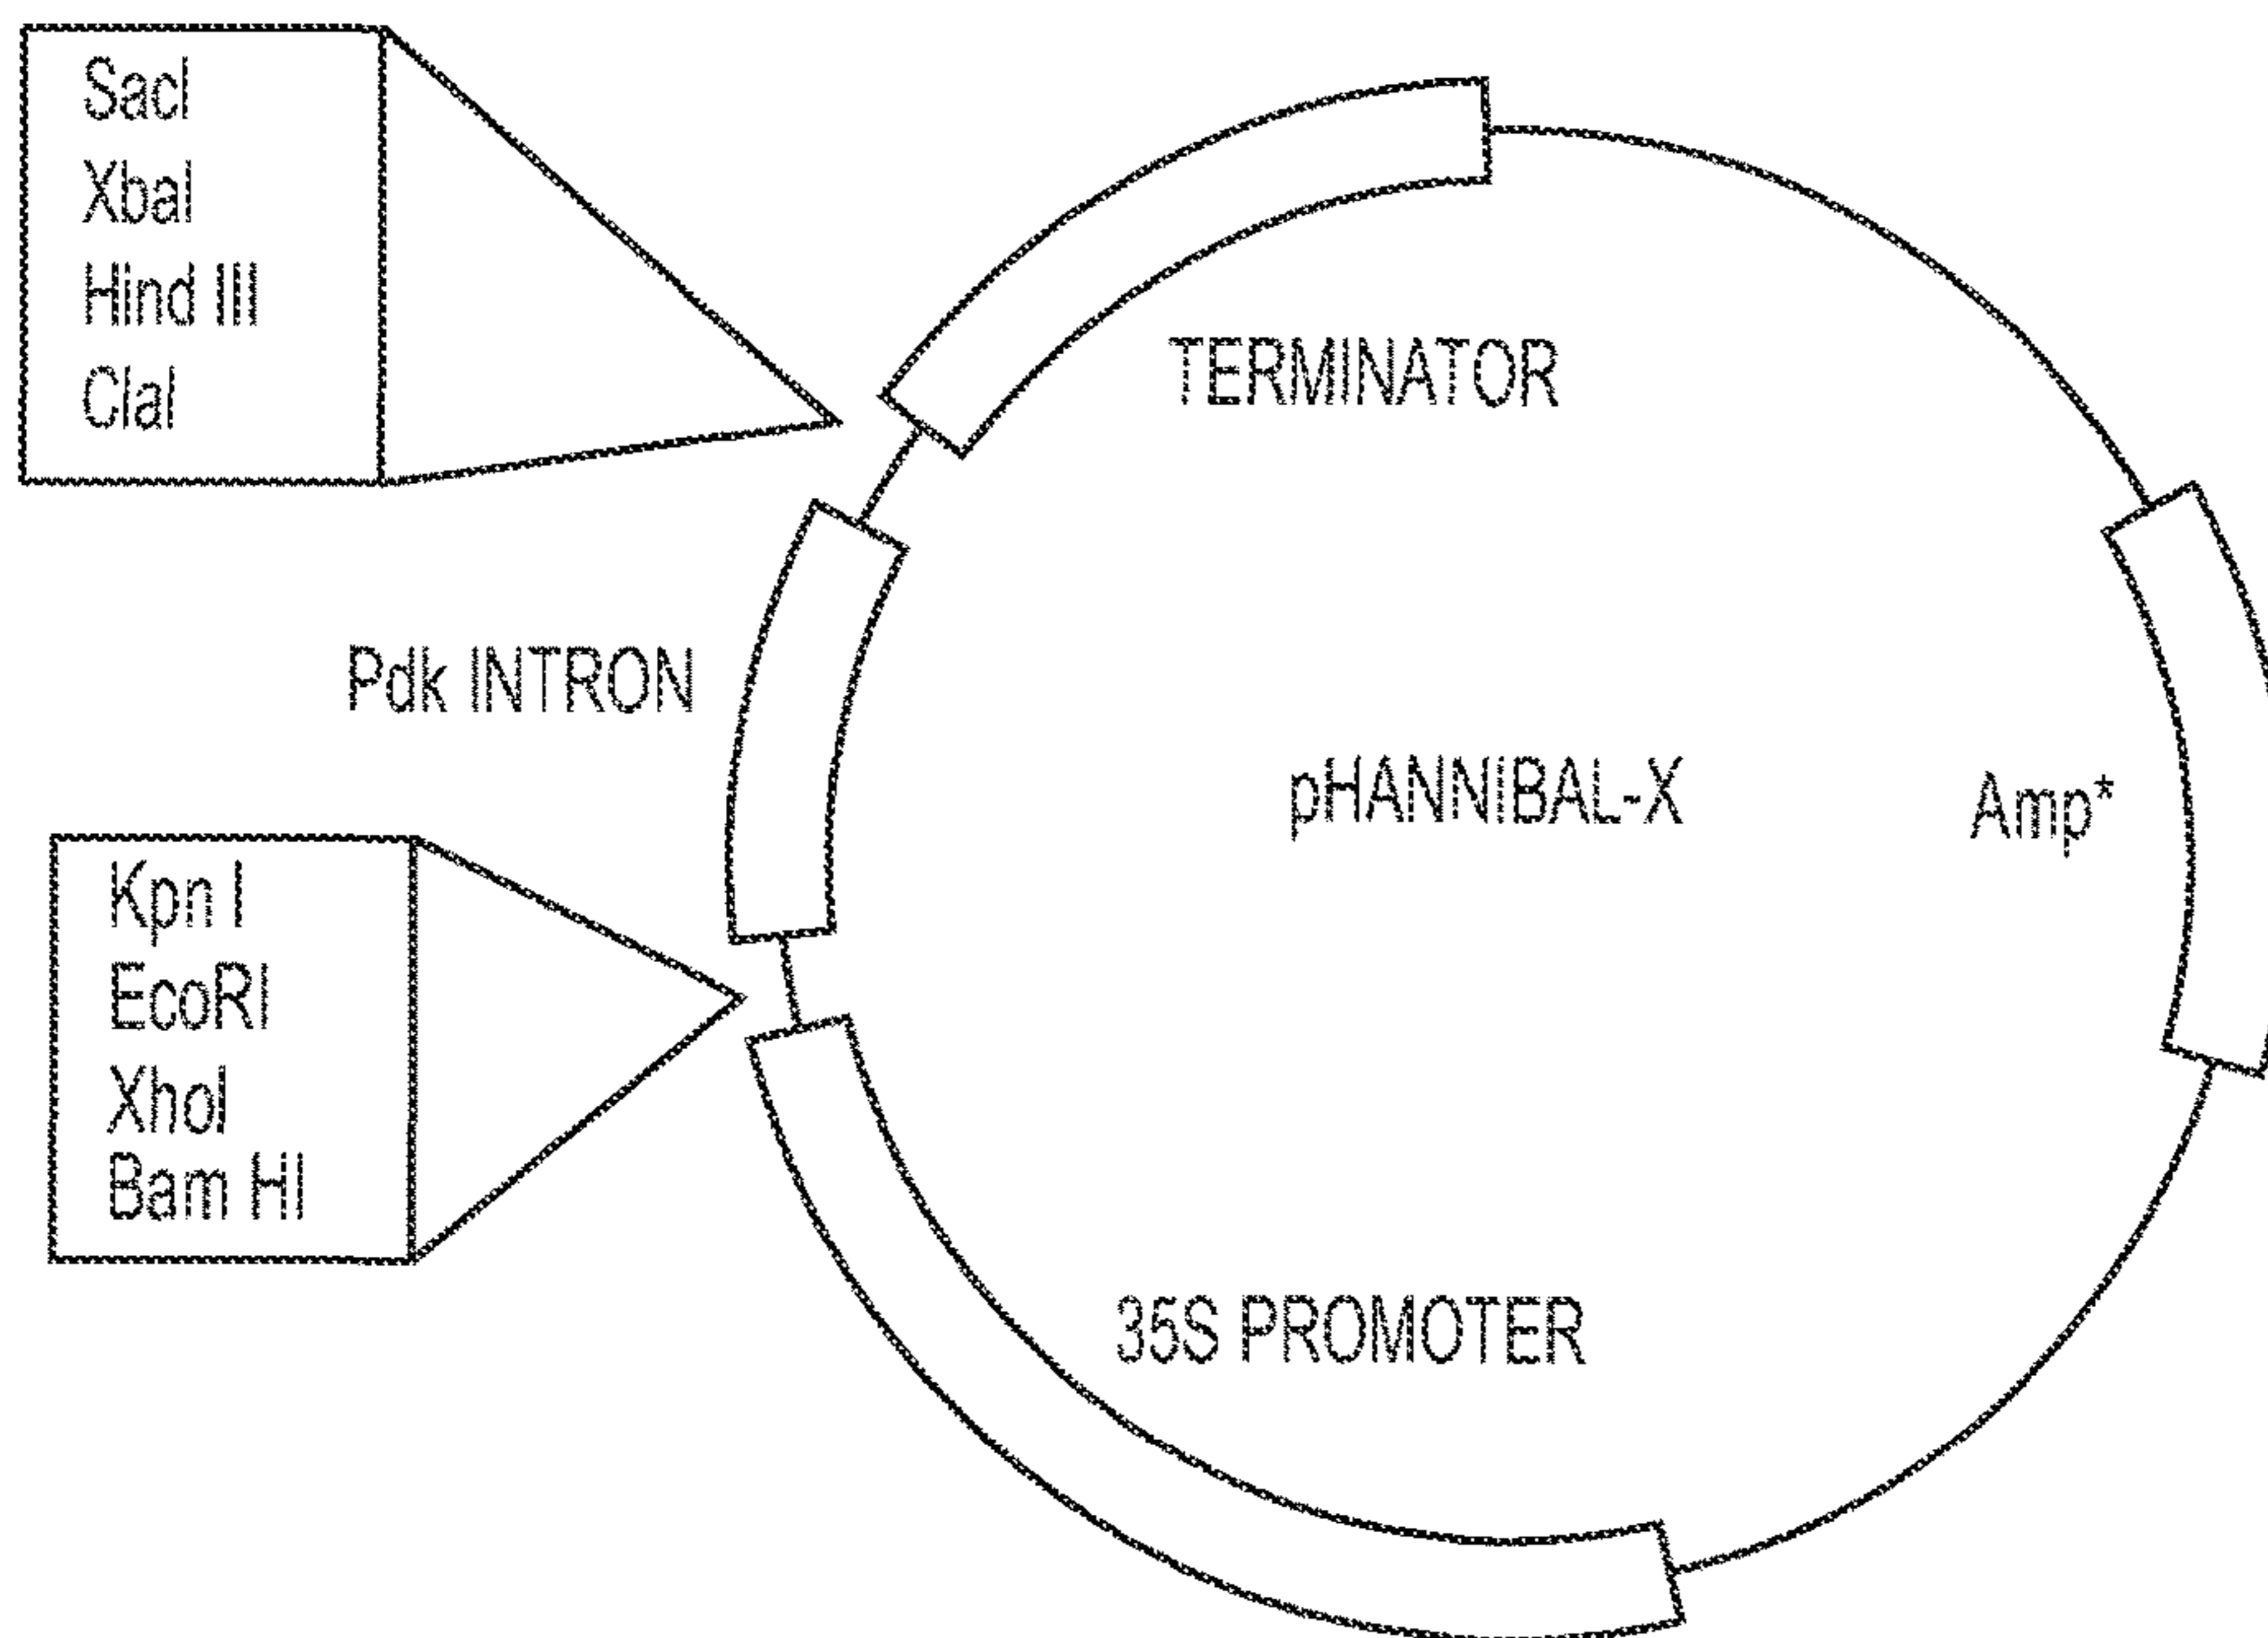 SacI
XbaI
Hind III
ClaI
TERMINATOR
Pdk INTRON
pHANNIBAL-X
Amp*
Kpn I
EcoRI
XhoI
Bam HI
35S PROMOTER